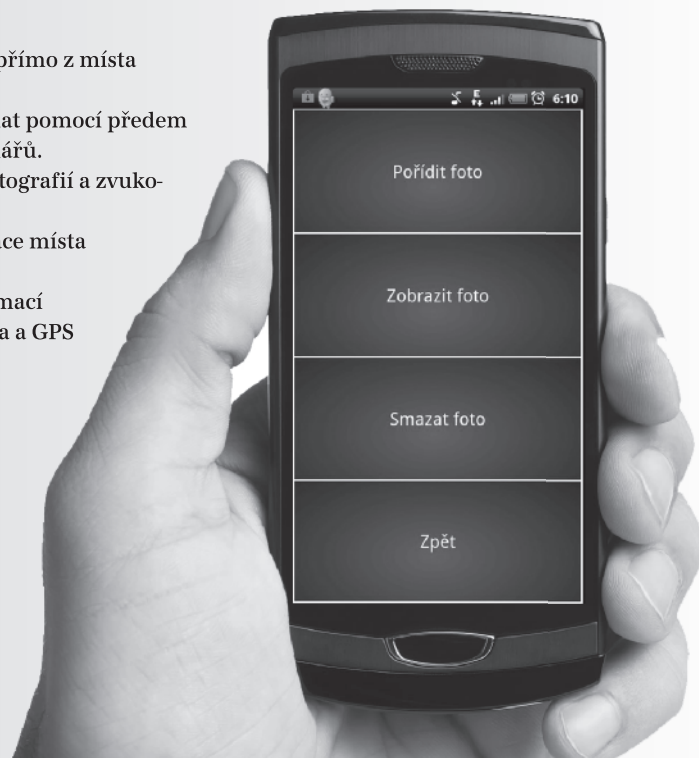 přímo z místa
at pomocí předem
ářů.
tografií a zvuko-
ce místa
mací
a a GPS
E
6:10
Pořídit foto
Zobrazit foto
Smazat foto
Zpět